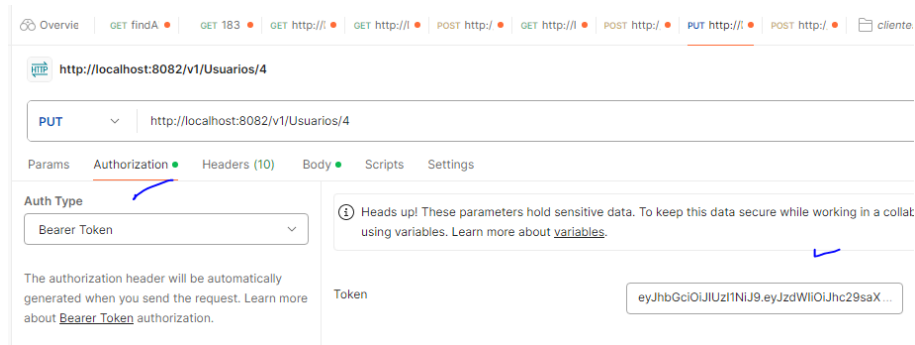 Overvie GET findA GET 183 GET http://l GET http://l POST http:/ GET http://l POST http:/ PUT http://l POST http:/ cliente
HTTP http://localhost:8082/v1/Usuarios/4
PUT http://localhost:8082/v1/Usuarios/4
Params Authorization Headers (10) Body Scripts Settings
Auth Type
Bearer Token
The authorization header will be automatically
generated when you send the request. Learn more
about Bearer Token authorization.
Heads up! These parameters hold sensitive data. To keep this data secure while working in a collab
using variables. Learn more about variables.
Token eyJhbGciOiJIUzI1NiJ9.eyJzdWIiOiJhc29saX...